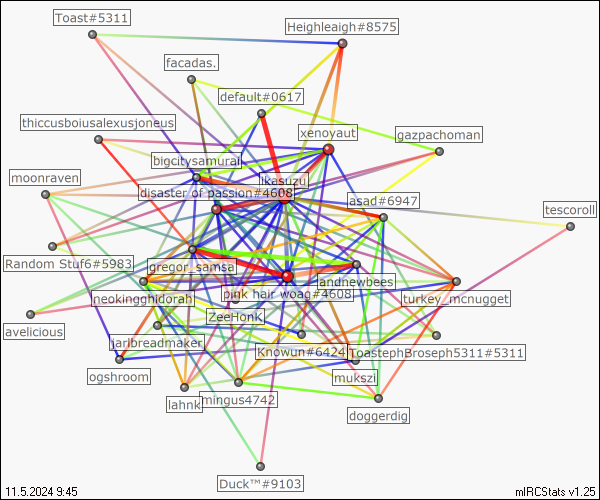 Toast#5311
Heighleaigh#8575
facadas.
default#0617
thiccusboiusalexusjoneus
xenoyaut
gazpachoman
bigcitysamurai
moonraven
ikasuzu
disaster of passion#4608
asad#6947
tescoroll
Random Stuf6#5983
gregor_samsa
andnewbees
neokingghidorah
pink hair woag#4608
turkey_mcnugget
ZeeHonk
avelicious
jarlbreadmaker
Knowun#6424
ToastephBroseph5311#5311
ogshroom
mukszi
lahnk
mingus4742
doggerdig
Duck™#9103
11.5.2024 9:45
mIRCStats v1.25